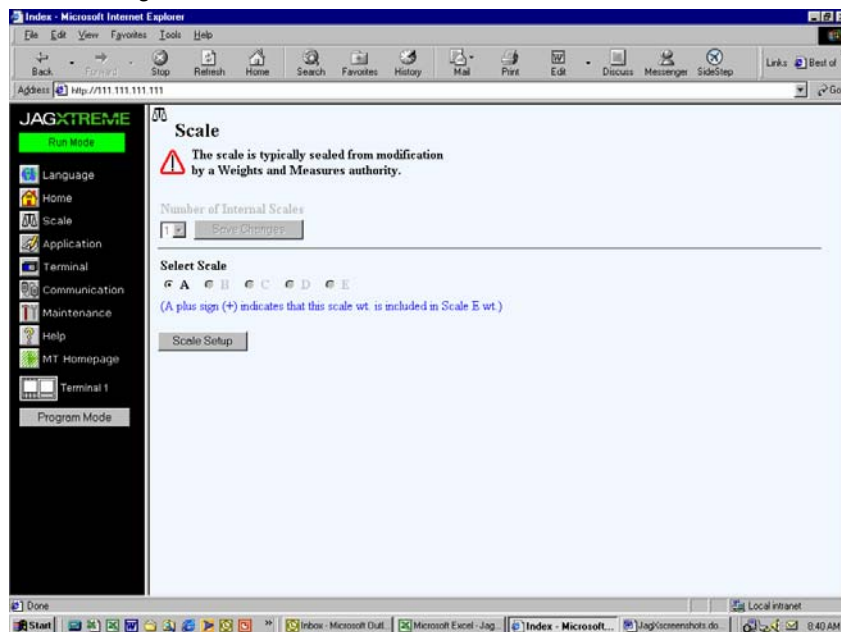 Index - Microsoft Internet Explorer
File Edit View Favorites Tools Help
Back Forward Stop Refresh Home Search Favorites History Mail Print Edit Discuss Messenger SideStep Links Best of
Address http://111.111.111.111 Go
JAGXTREME
Run Mode
Language
Home
Scale
Application
Terminal
Communication
Maintenance
Help
MT Homepage
Terminal 1
Program Mode
Scale
The scale is typically sealed from modification
by a Weights and Measures authority.
Number of Internal Scales
1 Save Changes
Select Scale
A B C D E
(A plus sign (+) indicates that this scale wt. is included in Scale E wt.)
Scale Setup
Done Local intranet
Start » Inbox - Microsoft Outl... Microsoft Excel - Jag... Index - Microsoft... JagXscreenshots.do... 8:40 AM